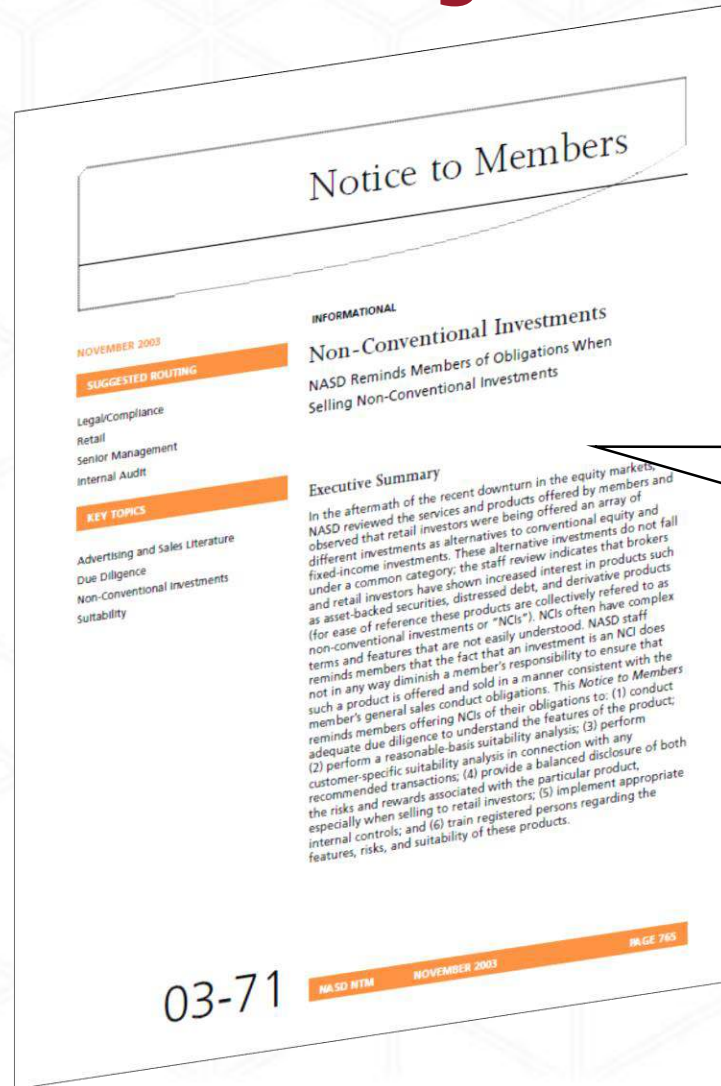 Notice to Members
INFORMATIONAL
Non-Conventional Investments
NASD Reminds Members of Obligations When
Selling Non-Conventional Investments
NOVEMBER 2003
SUGGESTED ROUTING
Legal/Compliance
Retail
Senior Management
Internal Audit
KEY TOPICS
Advertising and Sales Literature
Due Diligence
Non-Conventional Investments
Suitability
Executive Summary
In the aftermath of the recent downturn in the equity markets,
NASD reviewed the services and products offered by members and
observed that retail investors were being offered an array of
different investments as alternatives to conventional equity and
fixed-income investments. These alternative investments do not fall
under a common category; the staff review indicates that brokers
and retail investors have shown increased interest in products such
as asset-backed securities, distressed debt, and derivative products
(for ease of reference these products are collectively refered to as
non-conventional investments or "NCIs"). NCIs often have complex
terms and features that are not easily understood. NASD staff
reminds members that the fact that an investment is an NCI does
not in any way diminish a member's responsibility to ensure that
such a product is offered and sold in a manner consistent with the
member's general sales conduct obligations. This Notice to Members
reminds members offering NCIs of their obligations to: (1) conduct
adequate due diligence to understand the features of the product;
(2) perform a reasonable-basis suitability analysis; (3) perform
customer-specific suitability analysis in connection with any
recommended transactions; (4) provide a balanced disclosure of both
the risks and rewards associated with the particular product,
especially when selling to retail investors; (5) implement appropriate
internal controls; and (6) train registered persons regarding the
features, risks, and suitability of these products.
03-71
NASD NTM NOVEMBER 2003 PAGE 765